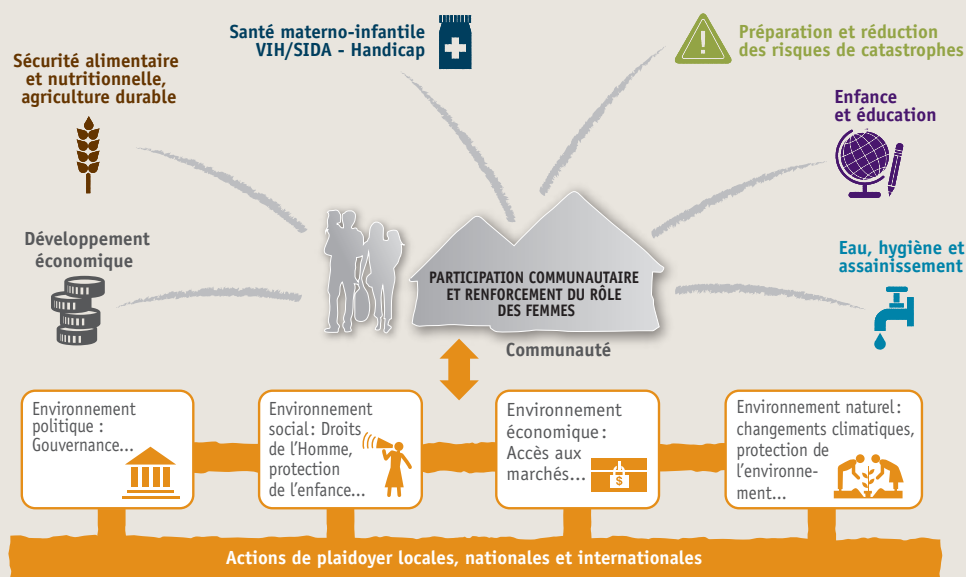 Santé materno-infantile
VIH/SIDA - Handicap
Préparation et réduction
des risques de catastrophes
Sécurité alimentaire
et nutritionnelle,
agriculture durable
Enfance
et éducation
Développement
économique
Eau, hygiène et
assainissement
PARTICIPATION COMMUNAUTAIRE
ET RENFORCEMENT DU RÔLE
DES FEMMES
Communauté
Environnement
politique :
Gouvernance...
Environnement
social: Droits
de l'Homme,
protection
de l'enfance...
Environnement
économique:
Accès aux
marchés...
$
Environnement naturel:
changements climatiques,
protection de
l'environne-
ment...
Actions de plaidoyer locales, nationales et internationales